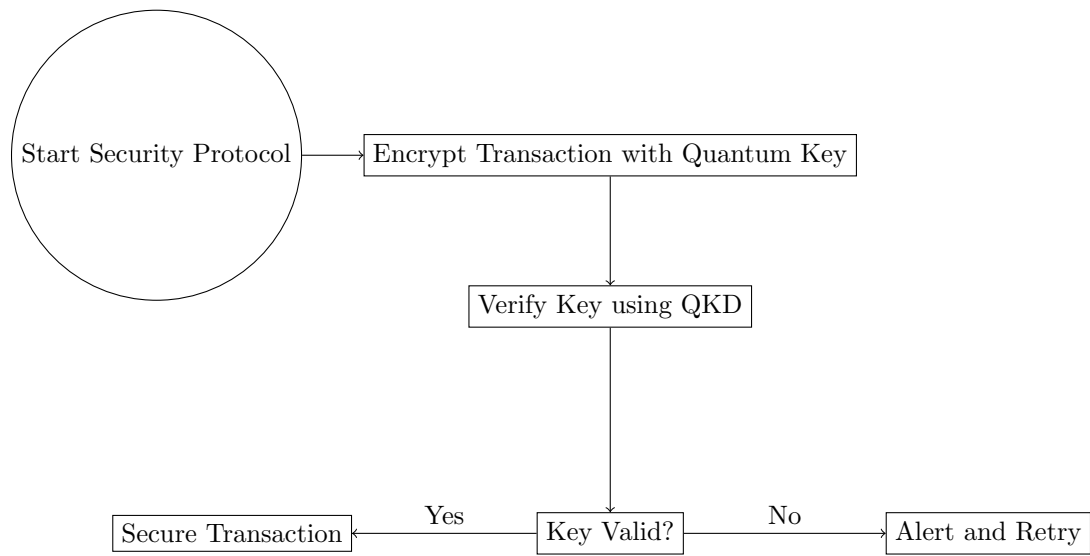 Start Security Protocol
Encrypt Transaction with Quantum Key
Verify Key using QKD
Secure Transaction
Yes
Key Valid?
No
Alert and Retry